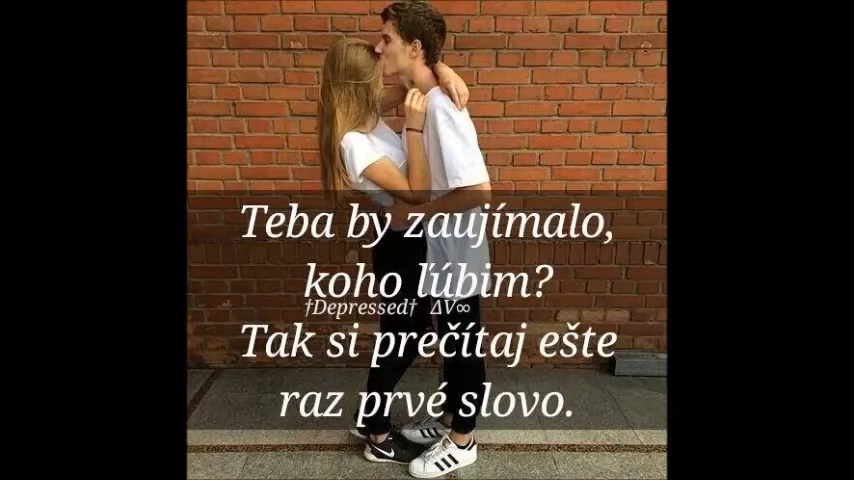 Teba by zaujímalo,
koho ľúbim?
†Depressed† ΔV∞
Tak si prečítaj ešte
raz prvé slovo.